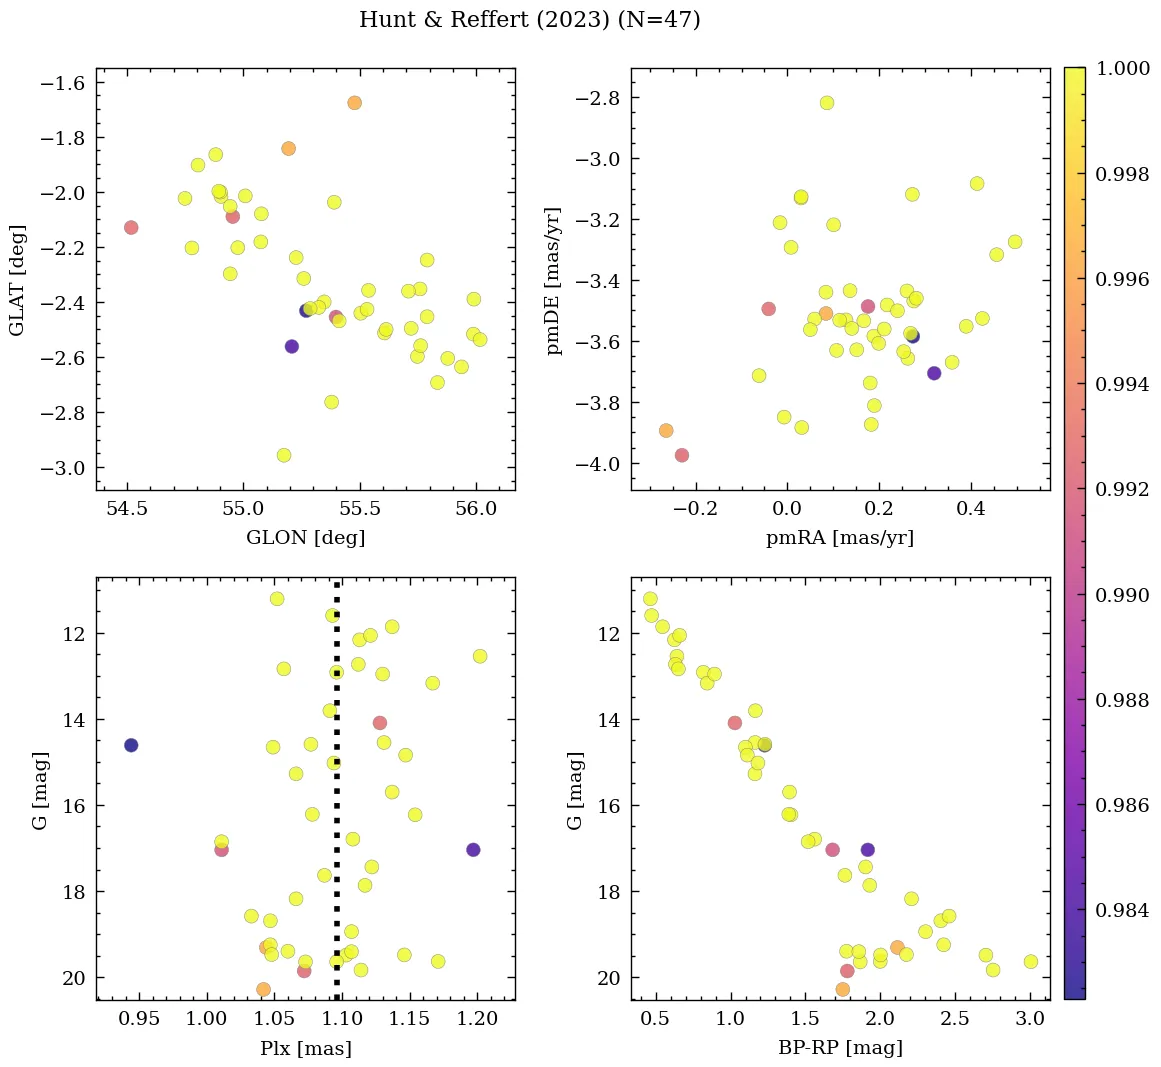 Hunt & Reffert (2023) (N=47)
−1.6
−1.8
−2.0
−2.2
−2.4
−2.6
−2.8
−3.0
GLAT [deg]
54.5 55.0 55.5 56.0
GLON [deg]
−2.8
−3.0
−3.2
−3.4
−3.6
−3.8
−4.0
pmDE [mas/yr]
−0.2 0.0 0.2 0.4
pmRA [mas/yr]
12
14
16
18
20
G [mag]
0.95 1.00 1.05 1.10 1.15 1.20
Plx [mas]
12
14
16
18
20
G [mag]
0.5 1.0 1.5 2.0 2.5 3.0
BP-RP [mag]
1.000
0.998
0.996
0.994
0.992
0.990
0.988
0.986
0.984